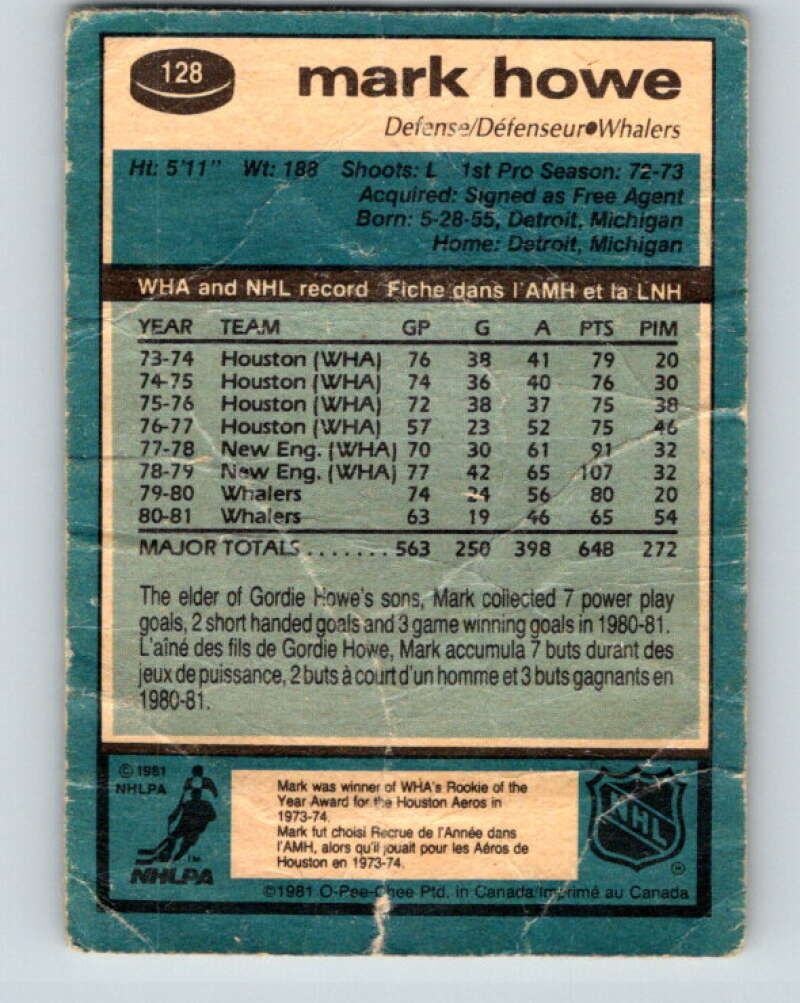 128
mark howe
Defense/Défenseur●Whalers
Ht: 5'11" Wt: 188 Shoots: L 1st Pro Season: 72-73
Acquired: Signed as Free Agent
Born: 5-28-55, Detroit, Michigan
Home: Detroit, Michigan
WHA and NHL record Fiche dans l'AMH et la LNH
YEAR TEAM GP G A PTS PIM
73-74 Houston (WHA) 76 38 41 79 20
74-75 Houston (WHA) 74 36 40 76 30
75-76 Houston (WHA) 72 38 37 75 38
76-77 Houston (WHA) 57 23 52 75 46
77-78 New Eng. (WHA) 70 30 61 91 32
78-79 New Eng. (WHA) 77 42 65 107 32
79-80 Whalers 74 24 56 80 20
80-81 Whalers 63 19 46 65 54
MAJOR TOTALS ....... 563 250 398 648 272
The elder of Gordie Howe's sons, Mark collected 7 power play
goals, 2 short handed goals and 3 game winning goals in 1980-81.
L'aîné des fils de Gordie Howe, Mark accumula 7 buts durant des
jeux de puissance, 2 buts à court d'un homme et 3 buts gagnants en
1980-81.
© 1981
NHLPA
Mark was winner of WHA's Rookie of the
Year Award for the Houston Aeros in
1973-74.
Mark fut choisi Recrue de l'Année dans
l'AMH, alors qu'il jouait pour les Aéros de
Houston en 1973-74.
NHL
TM
NHLPA
©1981 O-Pee-Chee Ptd. in Canada/Imprimé au Canada